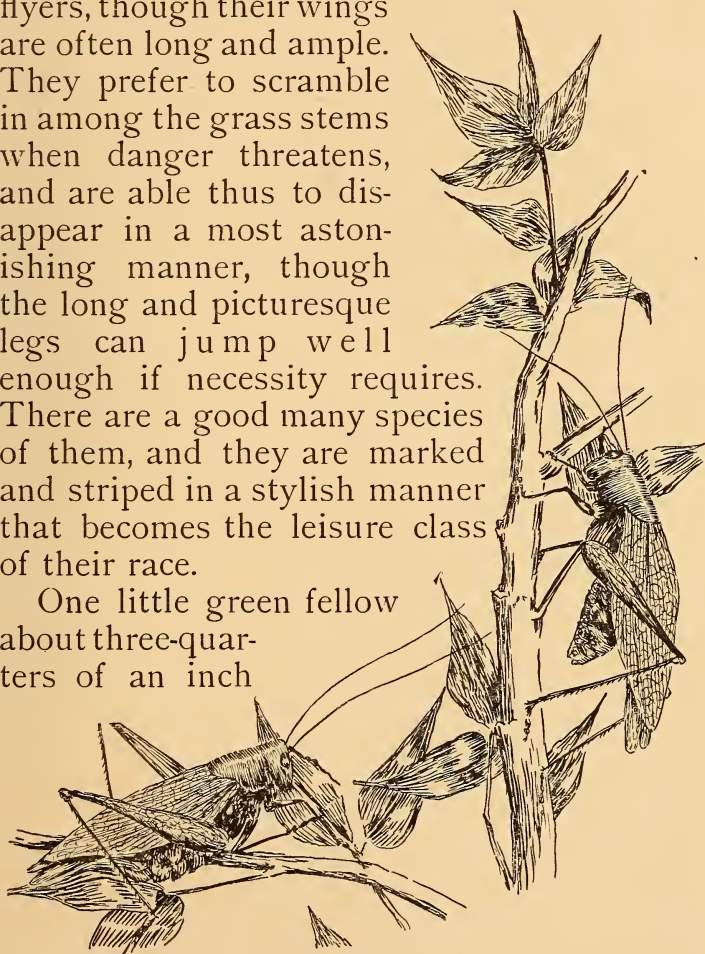 flyers, though their wings
are often long and ample.
They prefer to scramble
in among the grass stems
when danger threatens,
and are able thus to dis-
appear in a most aston-
ishing manner, though
the long and picturesque
legs can jump well
enough if necessity requires.
There are a good many species
of them, and they are marked
and striped in a stylish manner
that becomes the leisure class
of their race.
One little green fellow
about three-quar-
ters of an inch